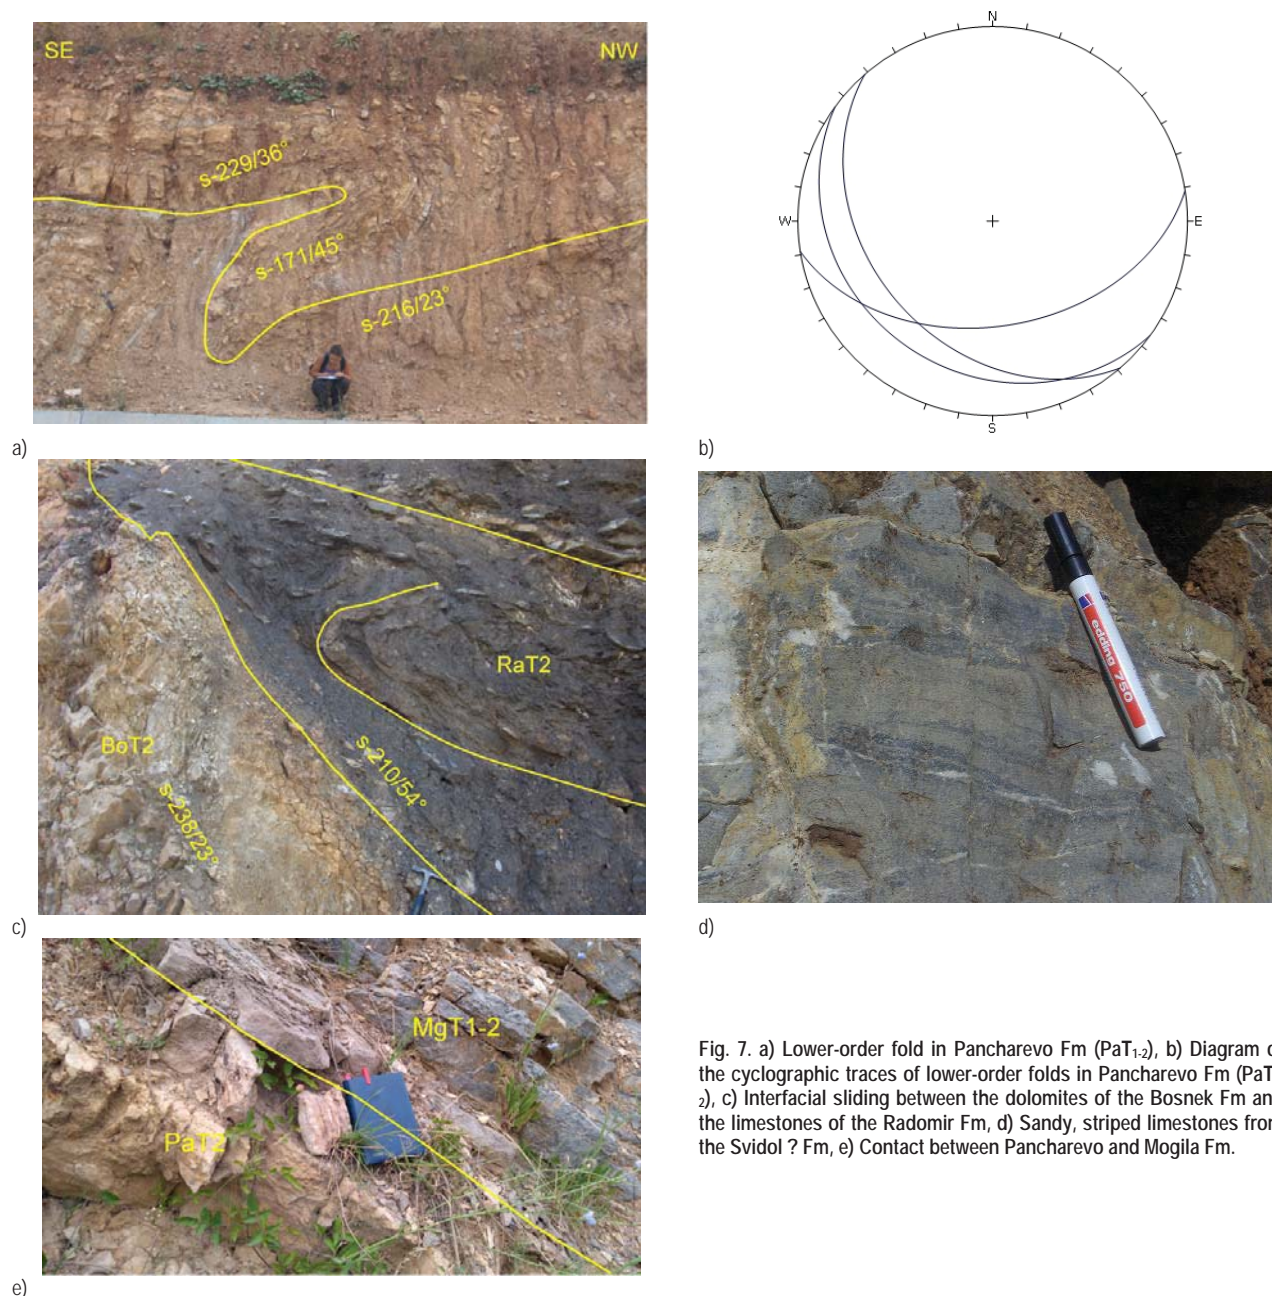 SE
NW
s-229/36°
s-171/45°
s-216/23°
a)
N
W
E
S
b)
RaT2
BoT2
s-210/54°
s-238/23°
c)
edding 750
d)
MgT1-2
PaT2
e)
Fig. 7. a) Lower-order fold in Pancharevo Fm (PaT1-2), b) Diagram
the cyclographic traces of lower-order folds in Pancharevo Fm (PaT
2), c) Interfacial sliding between the dolomites of the Bosnek Fm
the limestones of the Radomir Fm, d) Sandy, striped limestones
the Svidol ? Fm, e) Contact between Pancharevo and Mogila Fm.